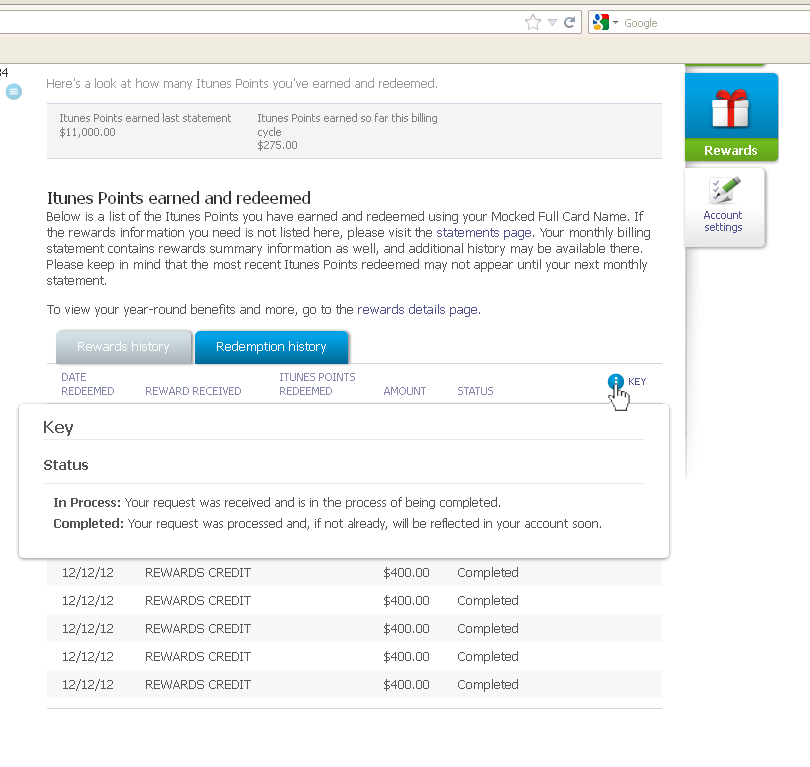 Google
34
Here's a look at how many Itunes Points you've earned and redeemed.
Itunes Points earned last statement
$11,000.00
Itunes Points earned so far this billing
cycle
$275.00
Rewards
Account
settings
Itunes Points earned and redeemed
Below is a list of the Itunes Points you have earned and redeemed using your Mocked Full Card Name. If
the rewards information you need is not listed here, please visit the statements page. Your monthly billing
statement contains rewards summary information as well, and additional history may be available there.
Please keep in mind that the most recent Itunes Points redeemed may not appear until your next monthly
statement.
To view your year-round benefits and more, go to the rewards details page.
Rewards history Redemption history
DATE
REDEEMED
REWARD RECEIVED
ITUNES POINTS
REDEEMED
AMOUNT
STATUS
KEY
Key
Status
In Process: Your request was received and is in the process of being completed.
Completed: Your request was processed and, if not already, will be reflected in your account soon.
12/12/12 REWARDS CREDIT $400.00 Completed
12/12/12 REWARDS CREDIT $400.00 Completed
12/12/12 REWARDS CREDIT $400.00 Completed
12/12/12 REWARDS CREDIT $400.00 Completed
12/12/12 REWARDS CREDIT $400.00 Completed